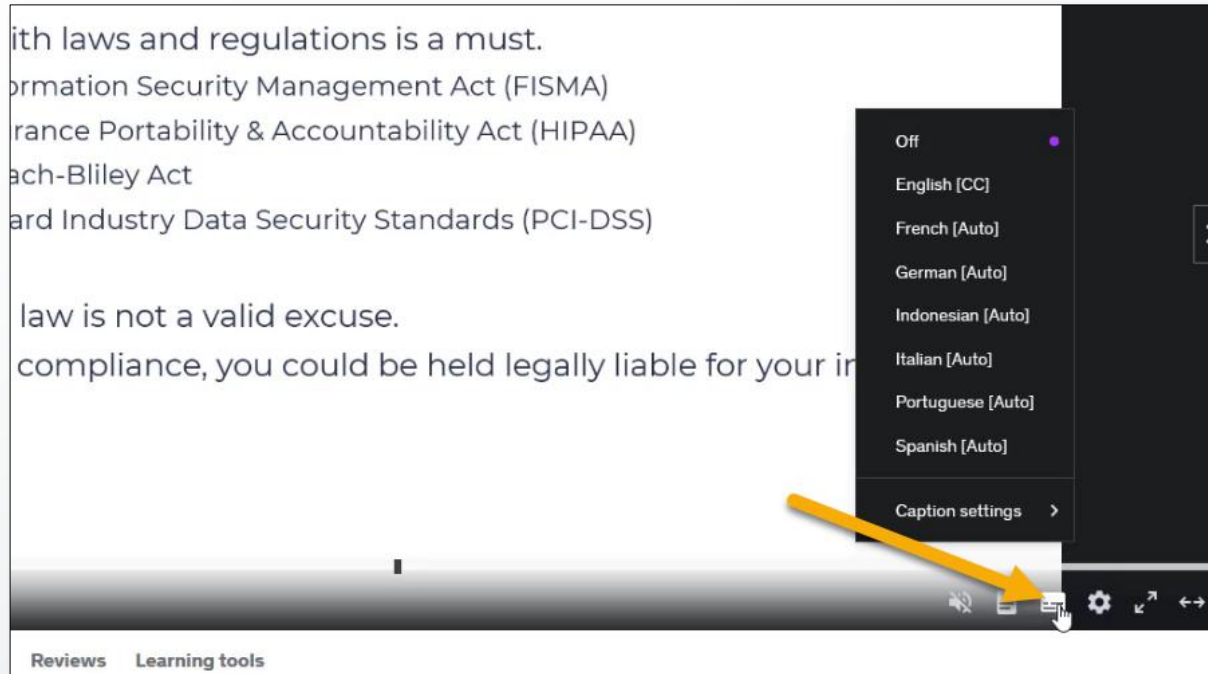 ith laws and regulations is a must.
ormation Security Management Act (FISMA)
rance Portability & Accountability Act (HIPAA)
ach-Bliley Act
ard Industry Data Security Standards (PCI-DSS)
law is not a valid excuse.
compliance, you could be held legally liable for your in
Off
English [CC]
French [Auto]
German [Auto]
Indonesian [Auto]
Italian [Auto]
Portuguese [Auto]
Spanish [Auto]
Caption settings
Reviews Learning tools